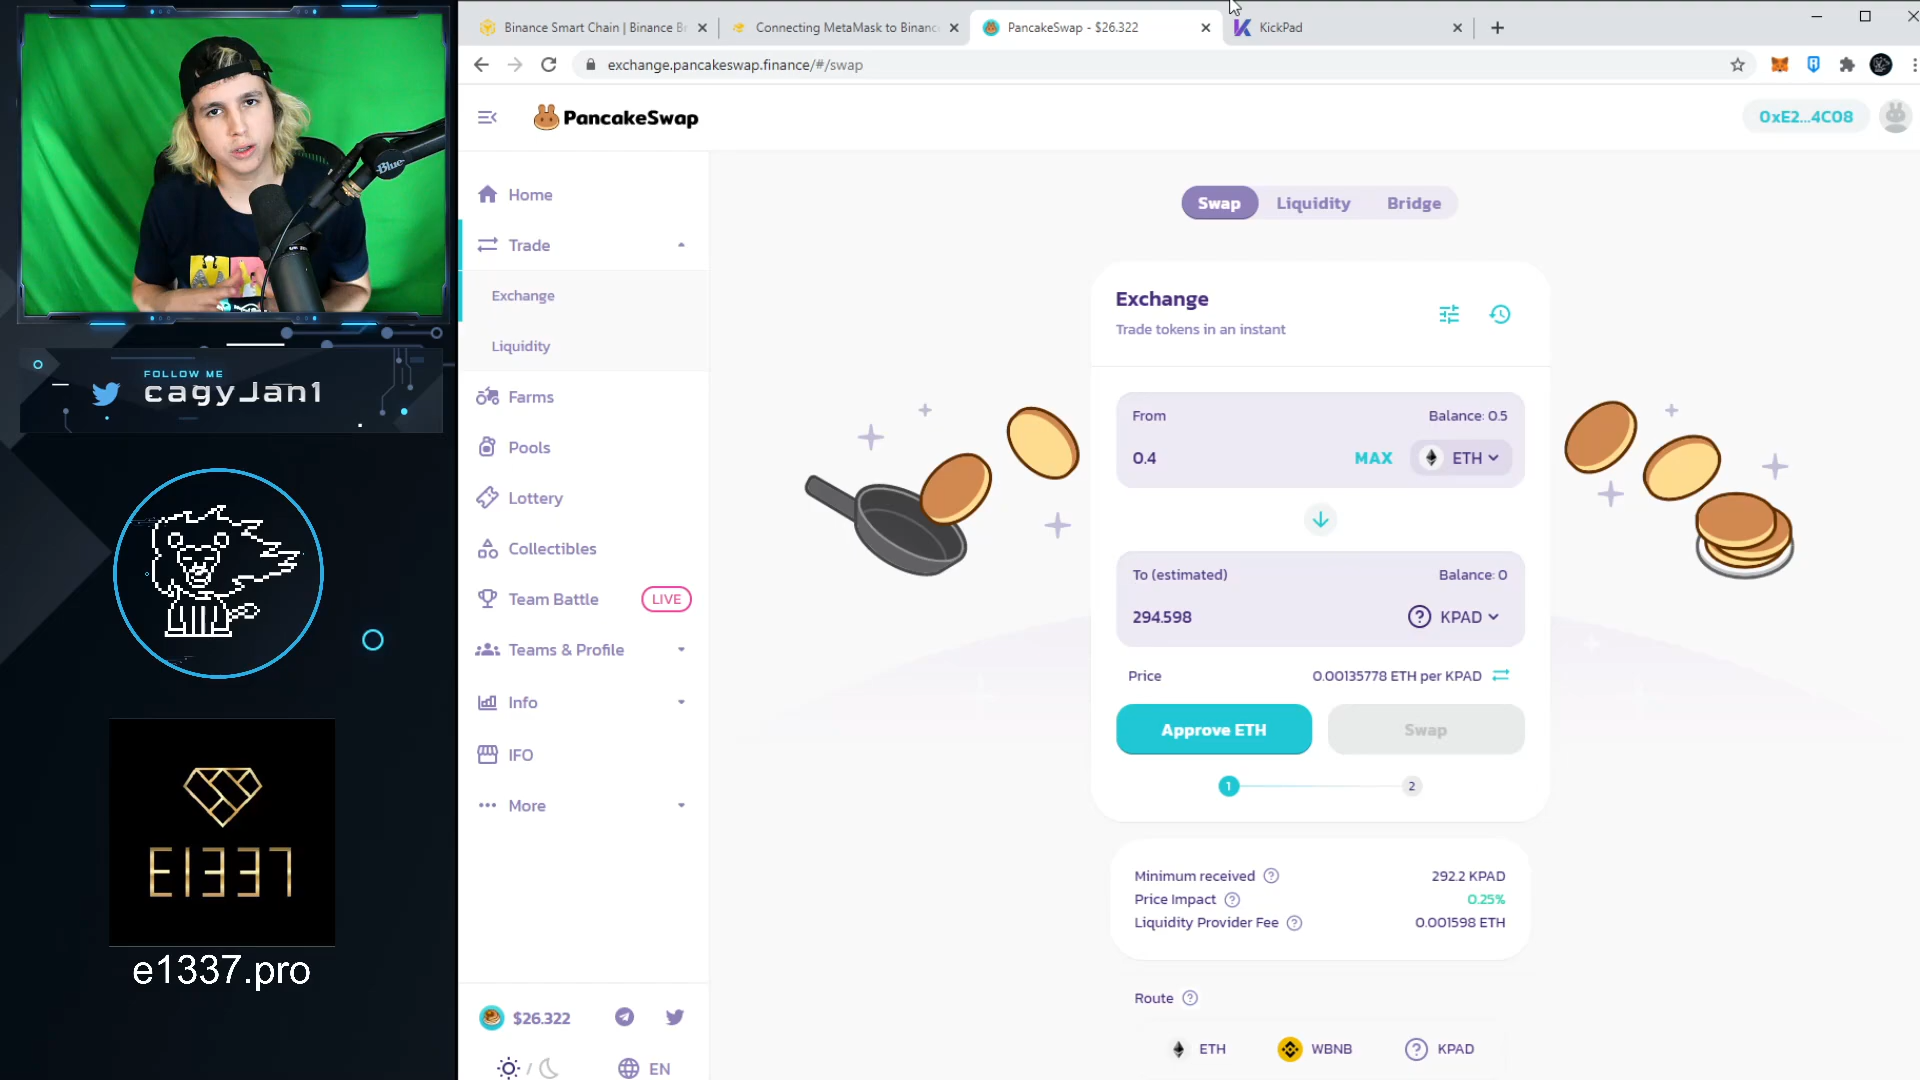 Binance Smart Chain | Binance B
Connecting MetaMask to Binanc
PancakeSwap - $26.322
KickPad
exchange.pancakeswap.finance/#/swap
PancakeSwap
0xE2...4C08
Home
Trade
Exchange
Liquidity
Farms
Pools
Lottery
Collectibles
Team Battle
LIVE
Teams & Profile
Info
IFO
More
$26.322
EN
Swap
Liquidity
Bridge
Exchange
Trade tokens in an instant
From
Balance: 0.5
0.4
MAX
ETH
To (estimated)
Balance: 0
294.598
KPAD
Price
0.00135778 ETH per KPAD
Approve ETH
Swap
1
2
Minimum received
292.2 KPAD
Price Impact
0.25%
Liquidity Provider Fee
0.001598 ETH
Route
ETH
WBNB
KPAD
Blue
FOLLOW ME
cagyJan1
E1337
e1337.pro